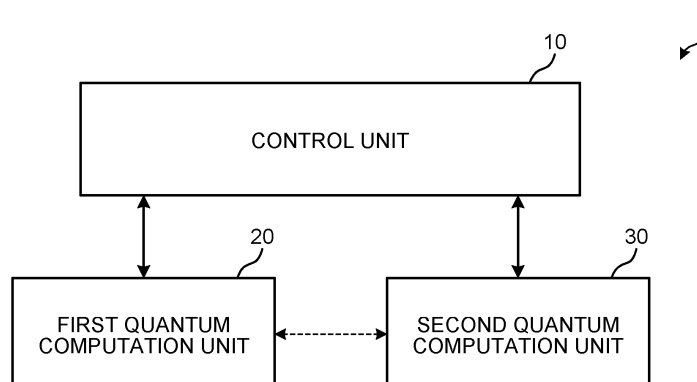 10
CONTROL UNIT
20
30
FIRST QUANTUM
COMPUTATION UNIT
SECOND QUANTUM
COMPUTATION UNIT